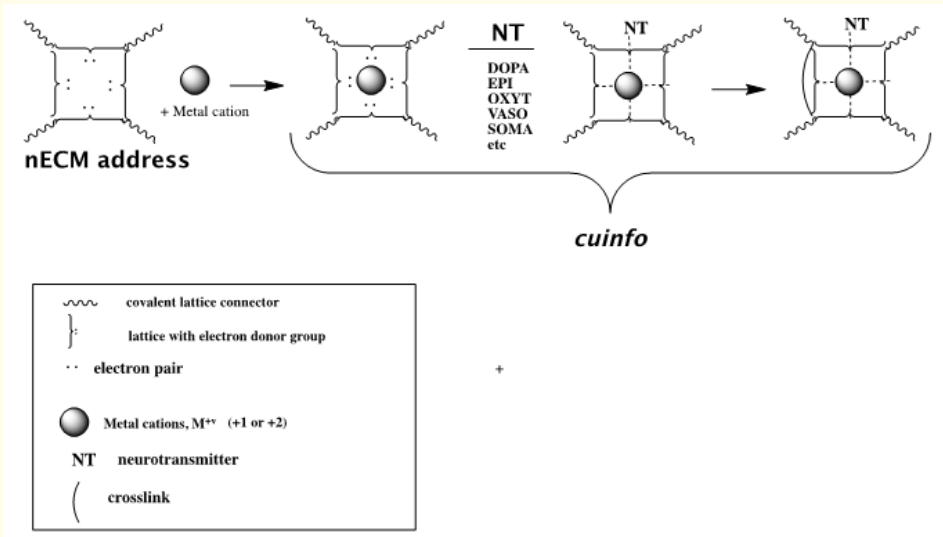 NT
NT
NT
DOPA
EPI
OXYT
VASO
SOMA
etc
+ Metal cation
nECM address
cuinfo
covalent lattice connector
lattice with electron donor group
electron pair
+
Metal cations, M+v (+1 or +2)
NT neurotransmitter
crosslink